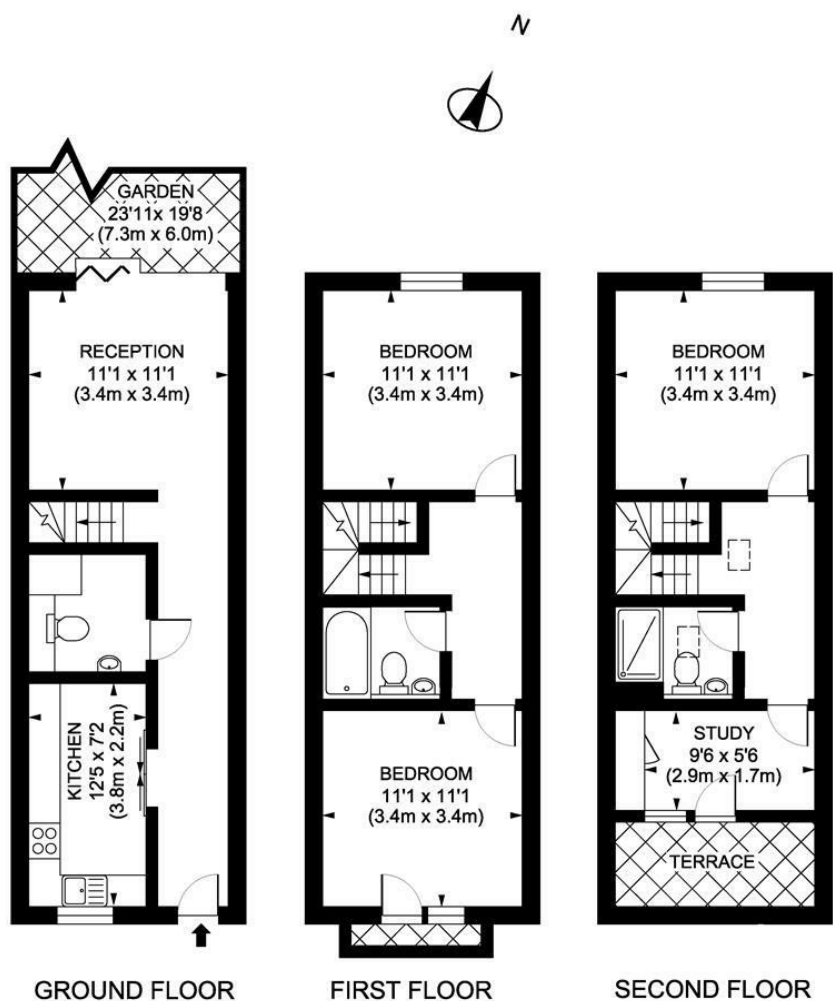 N
GARDEN
23'11x 19'8
(7.3m x 6.0m)
RECEPTION
11'1 x 11'1
(3.4m x 3.4m)
KITCHEN
12'5 x 7'2
(3.8m x 2.2m)
GROUND FLOOR
BEDROOM
11'1 x 11'1
(3.4m x 3.4m)
BEDROOM
11'1 x 11'1
(3.4m x 3.4m)
FIRST FLOOR
BEDROOM
11'1 x 11'1
(3.4m x 3.4m)
STUDY
9'6 x 5'6
(2.9m x 1.7m)
TERRACE
SECOND FLOOR